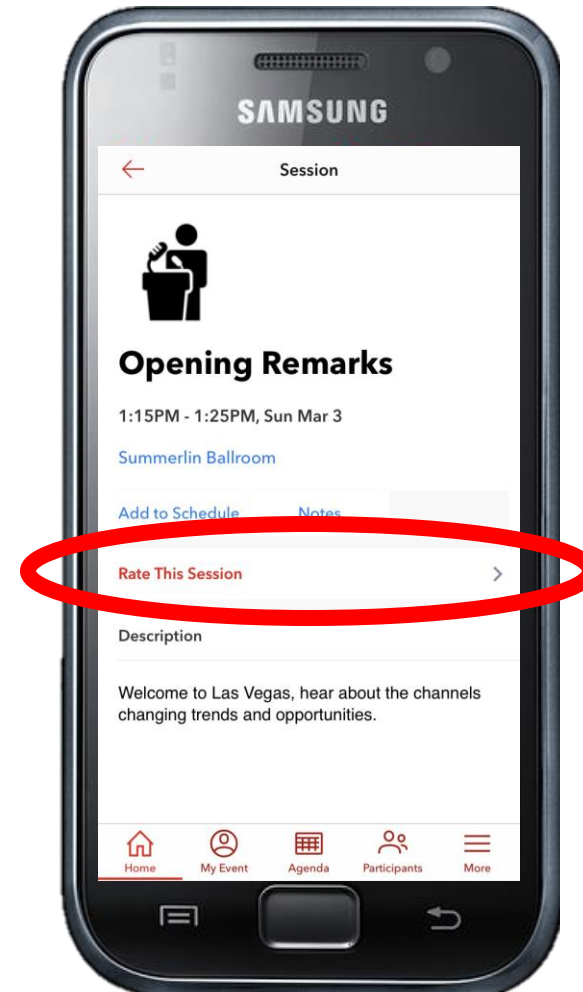 SAMSUNG
Session
Opening Remarks
1:15PM - 1:25PM, Sun Mar 3
Summerlin Ballroom
Add to Schedule Notes
Rate This Session
Description
Welcome to Las Vegas, hear about the channels
changing trends and opportunities.
Home My Event Agenda Participants More